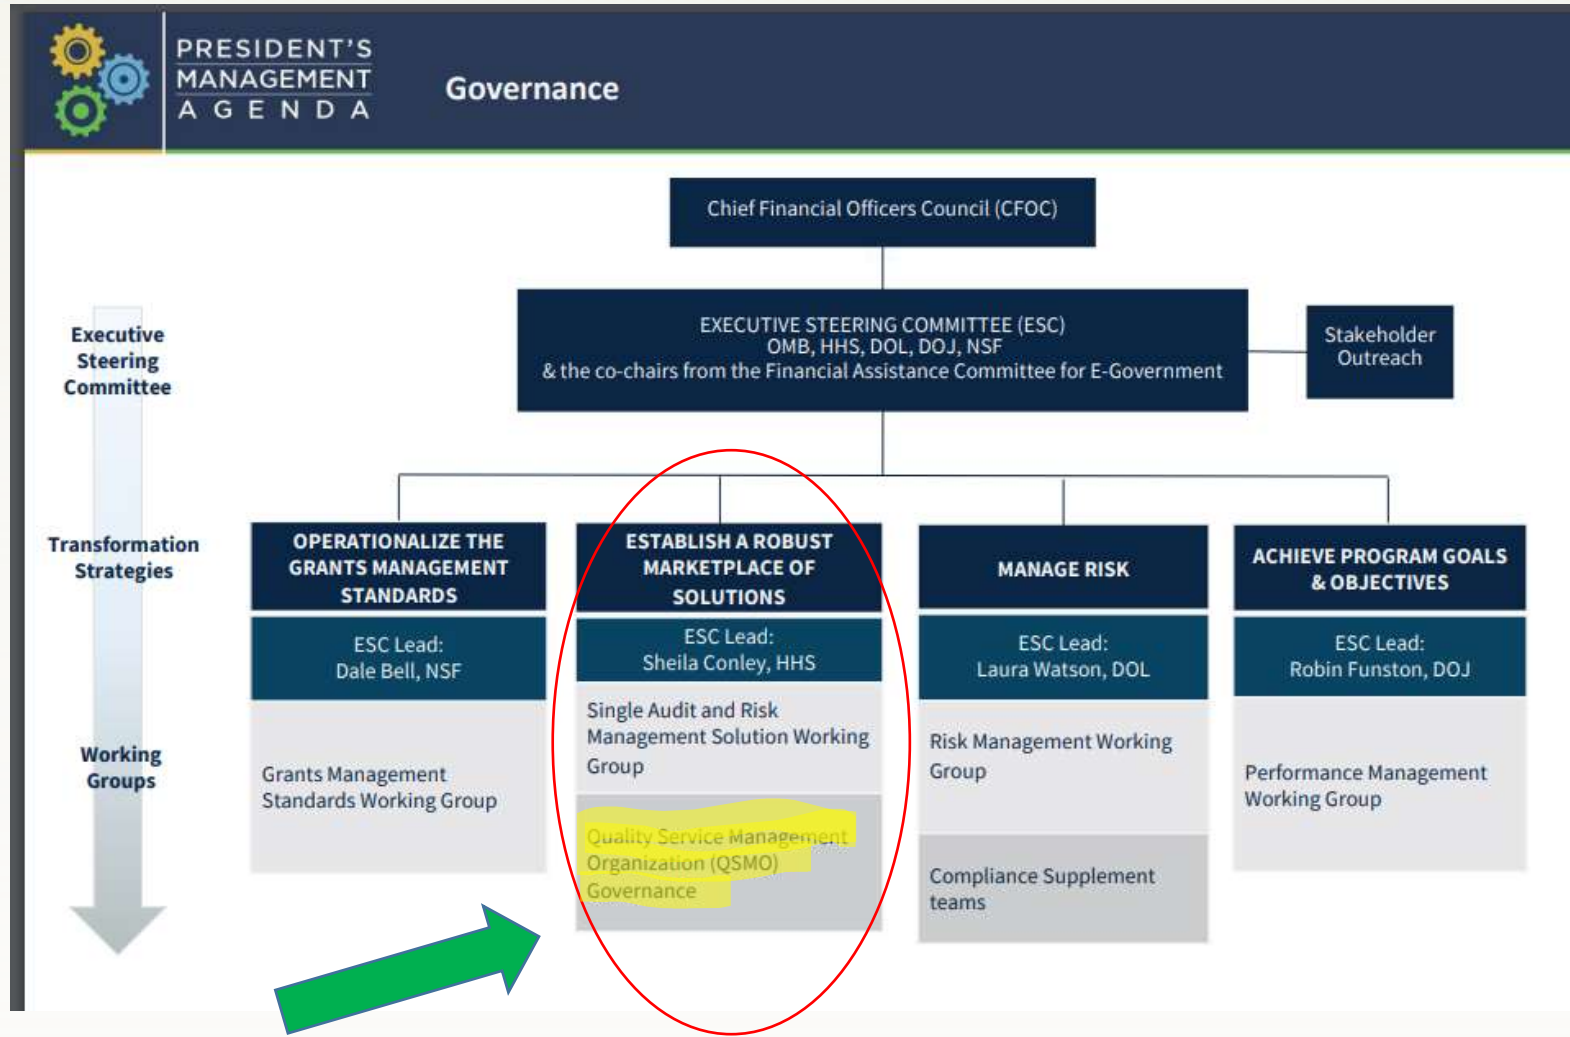 PRESIDENT'S
MANAGEMENT
AGENDA
Governance
Chief Financial Officers Council (CFOC)
EXECUTIVE STEERING COMMITTEE (ESC)
OMB, HHS, DOL, DOJ, NSF
& the co-chairs from the Financial Assistance Committee for E-Government
Stakeholder
Outreach
Executive
Steering
Committee
Transformation
Strategies
OPERATIONALIZE THE
GRANTS MANAGEMENT
STANDARDS
ESTABLISH A ROBUST
MARKETPLACE OF
SOLUTIONS
MANAGE RISK
ACHIEVE PROGRAM GOALS
& OBJECTIVES
ESC Lead:
Dale Bell, NSF
ESC Lead:
Sheila Conley, HHS
ESC Lead:
Laura Watson, DOL
ESC Lead:
Robin Funston, DOJ
Working
Groups
Grants Management
Standards Working Group
Single Audit and Risk
Management Solution Working
Group
Quality Service Management
Organization (QSMO)
Governance
Risk Management Working
Group
Compliance Supplement
teams
Performance Management
Working Group